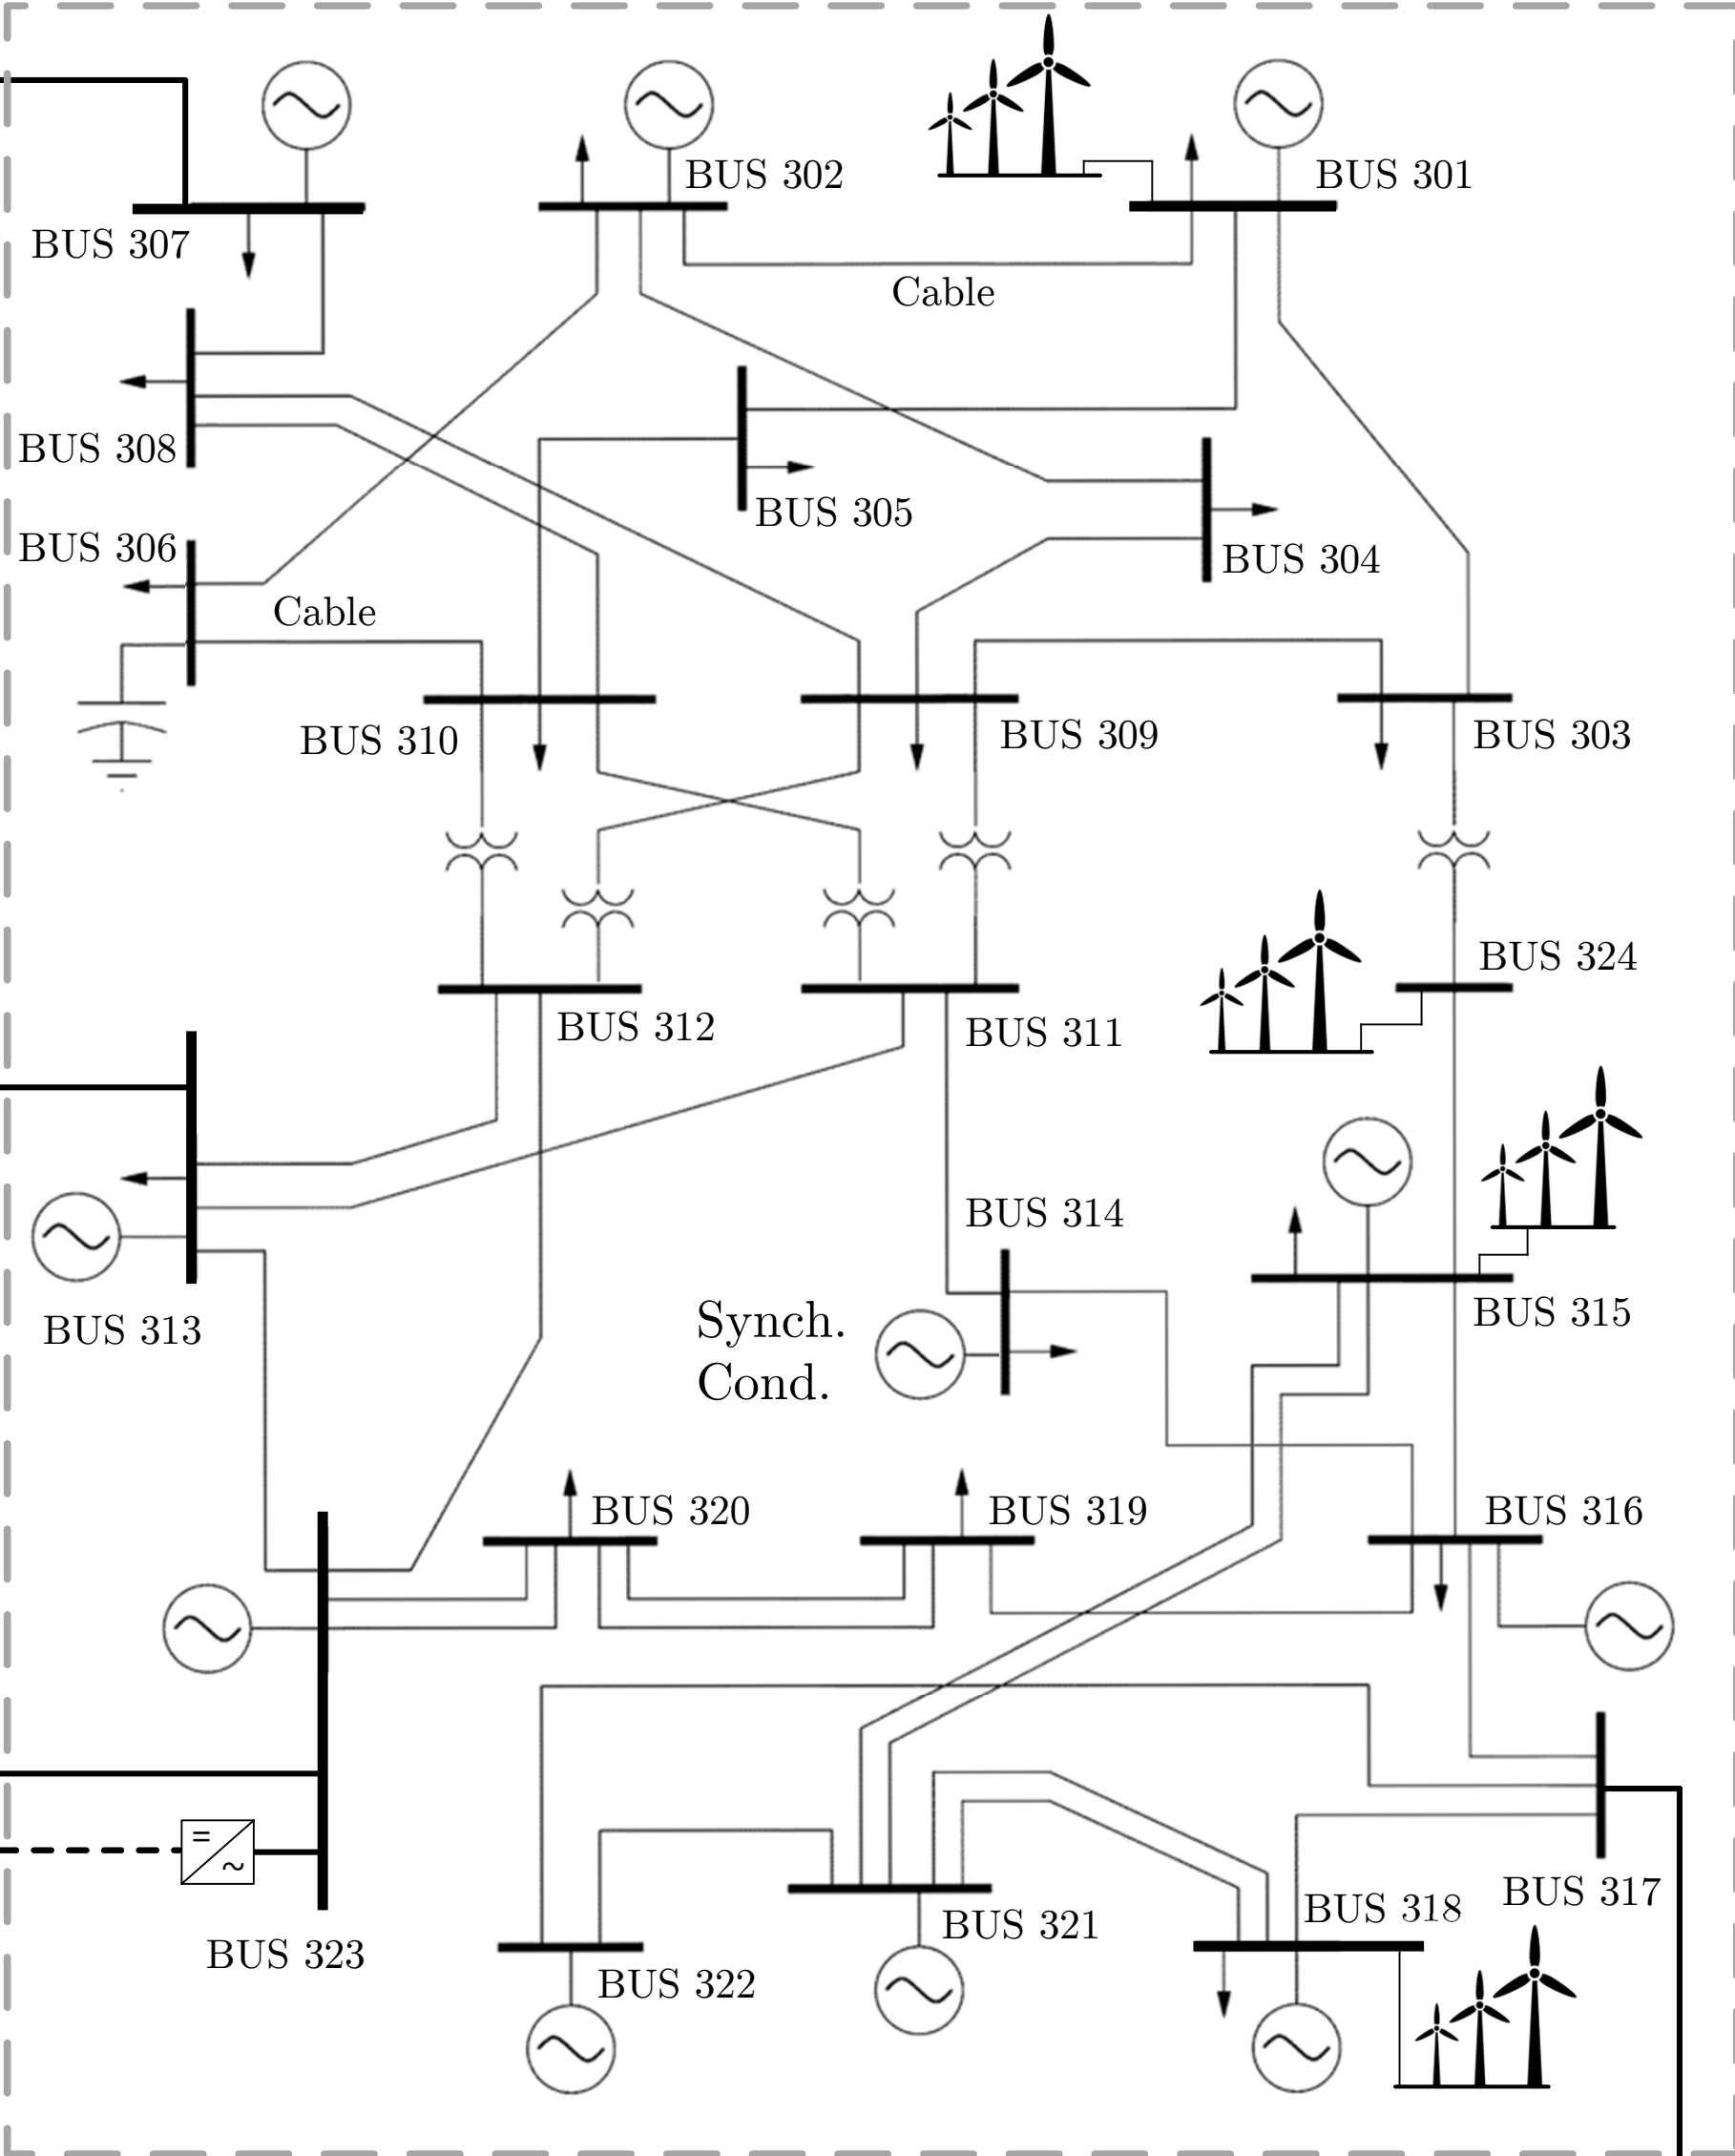 BUS 302
BUS 301
BUS 307
Cable
BUS 308
BUS 305
BUS 306
BUS 304
Cable
BUS 310
BUS 309
BUS 303
BUS 324
BUS 312
BUS 311
BUS 314
BUS 313
Synch.
Cond.
BUS 315
BUS 320
BUS 319
BUS 316
=
~
BUS 323
BUS 322
BUS 321
BUS 318
BUS 317